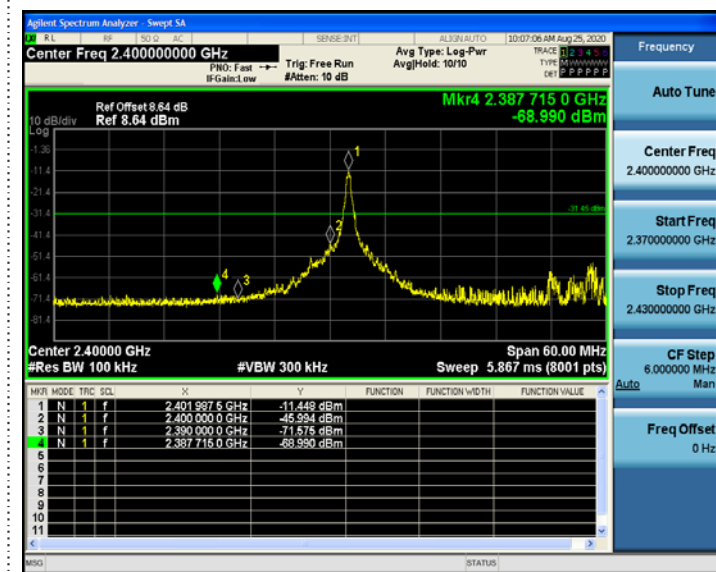 Agilent Spectrum Analyzer - Swept SA
RL RF 50 Ω AC SENSE:INT ALIGN AUTO 10:07:06 AM Aug 25, 2020
Center Freq 2.400000000 GHz
PNO: Fast
IFGain:Low
Trig: Free Run
#Atten: 10 dB
Avg Type: Log-Pwr
Avg|Hold: 10/10
TRACE 1 2 3 4 5 6
TYPE M W W W W W
DET P P P P P P
Ref Offset 8.64 dB
10 dB/div Ref 8.64 dBm
Log
Mkr4 2.387 715 0 GHz
-68.990 dBm
-1.36
-11.4
-21.4
-31.4
-41.4
-51.4
-61.4
-71.4
-81.4
1
2
3
4
-31.45 dBm
Center 2.40000 GHz Span 60.00 MHz
#Res BW 100 kHz #VBW 300 kHz Sweep 5.867 ms (8001 pts)
MKR MODE TRC SCL X Y FUNCTION FUNCTION WIDTH FUNCTION VALUE
1 N 1 f 2.401 987 5 GHz -11.449 dBm
2 N 1 f 2.400 000 0 GHz -45.994 dBm
3 N 1 f 2.390 000 0 GHz -71.575 dBm
4 N 1 f 2.387 715 0 GHz -68.990 dBm
5
6
7
8
9
10
11
MSG STATUS
Frequency
Auto Tune
Center Freq
2.400000000 GHz
Start Freq
2.370000000 GHz
Stop Freq
2.430000000 GHz
CF Step
6.000000 MHz
Auto Man
Freq Offset
0 Hz